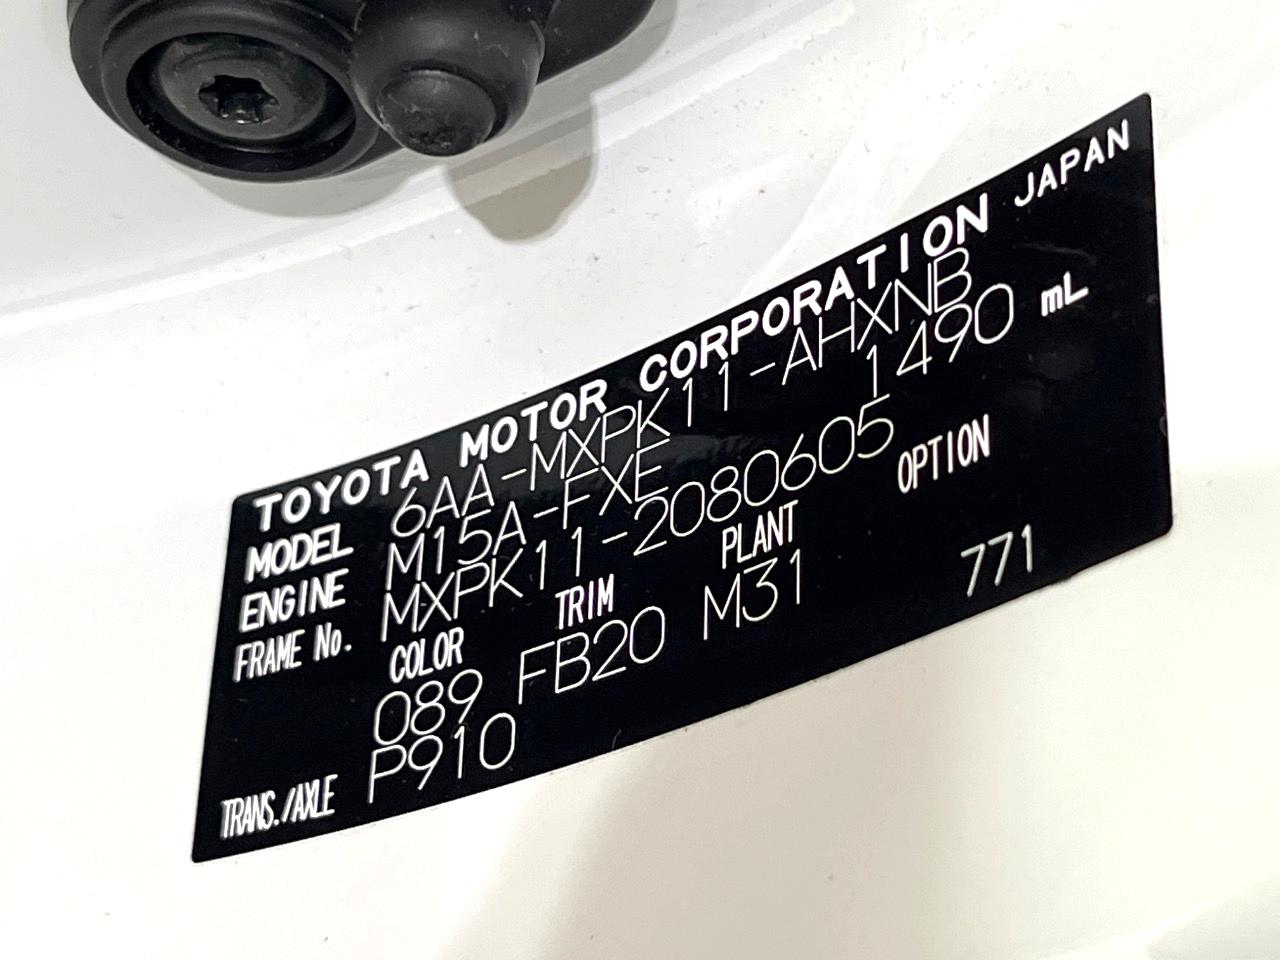 TOYOTA MOTOR CORPORATION JAPAN
MODEL 6AA-MXPK11-AHXNB
ENGINE M15A-FXE 1490 mL
FRAME No. MXPK11-2080605
COLOR TRIM PLANT OPTION
089 FB20 M31 771
TRANS./AXLE P910